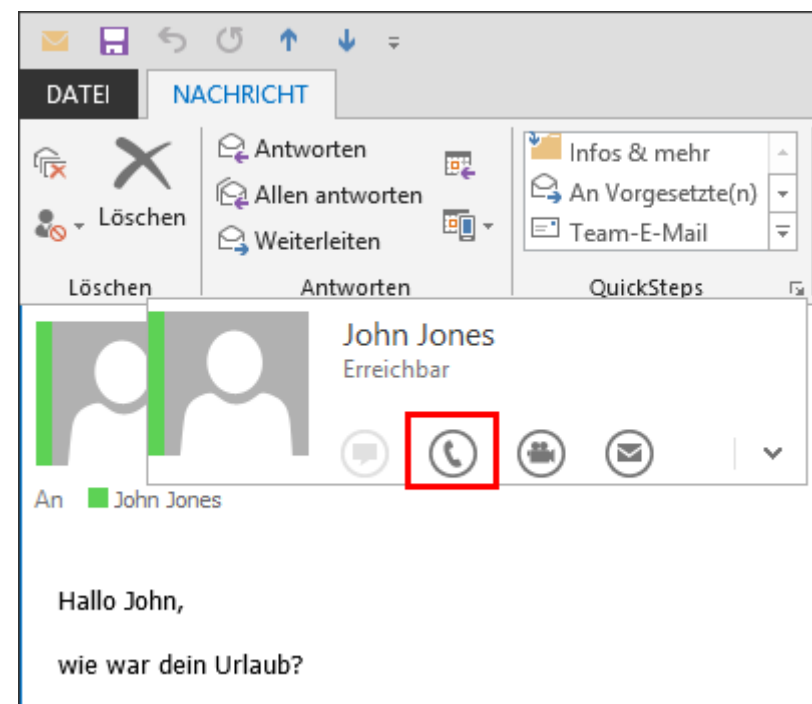 DATEI NACHRICHT
Löschen
Antworten
Allen antworten
Weiterleiten
Infos & mehr
An Vorgesetzte(n)
Team-E-Mail
Löschen Antworten QuickSteps
John Jones
Erreichbar
An John Jones
Hallo John,
wie war dein Urlaub?